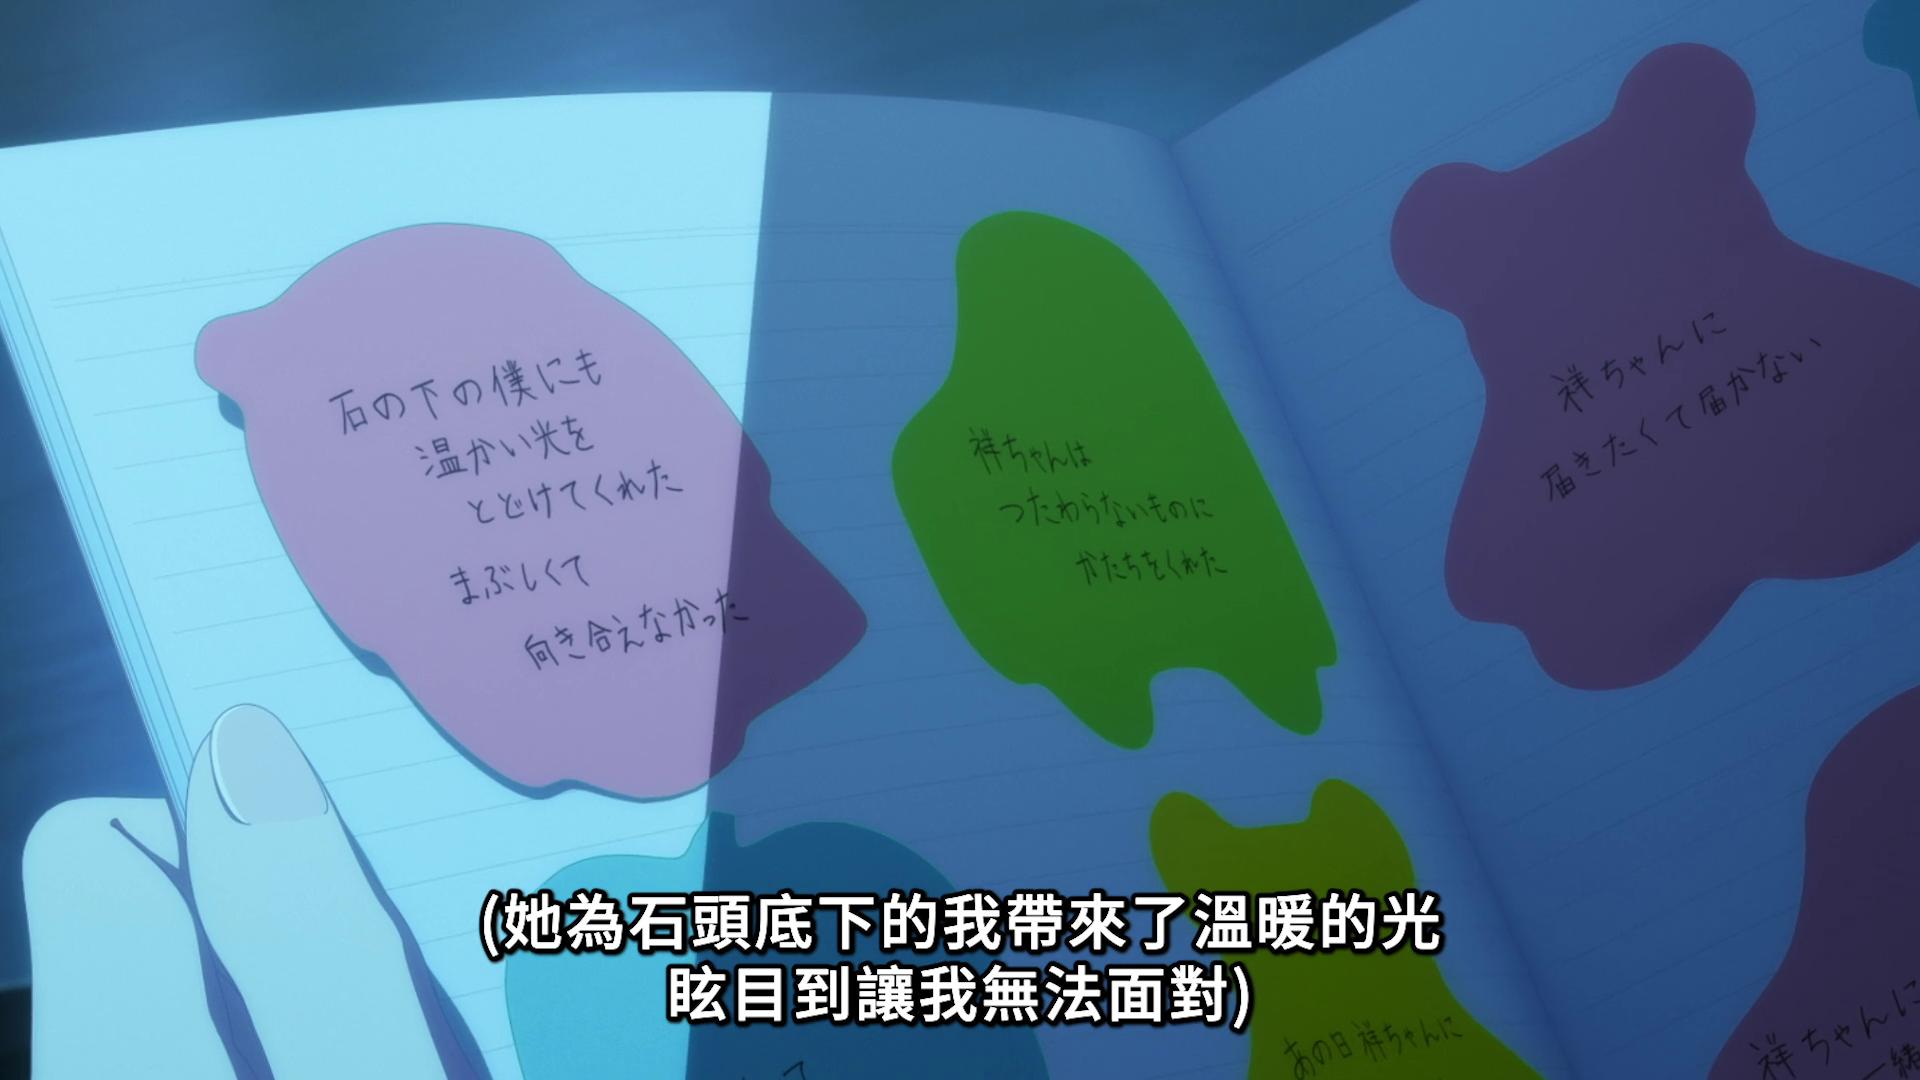 石の下の僕にも
温かい光を
とどけてくれた
まぶしくて
向き合えなかった
祥ちゃんは
つたわらないものに
かたちをくれた
祥ちゃんに
届きたくて届かない
あの日祥ちゃんに
祥ちゃんに
一緒
(她為石頭底下的我帶來了溫暖的光
眩目到讓我無法面對)